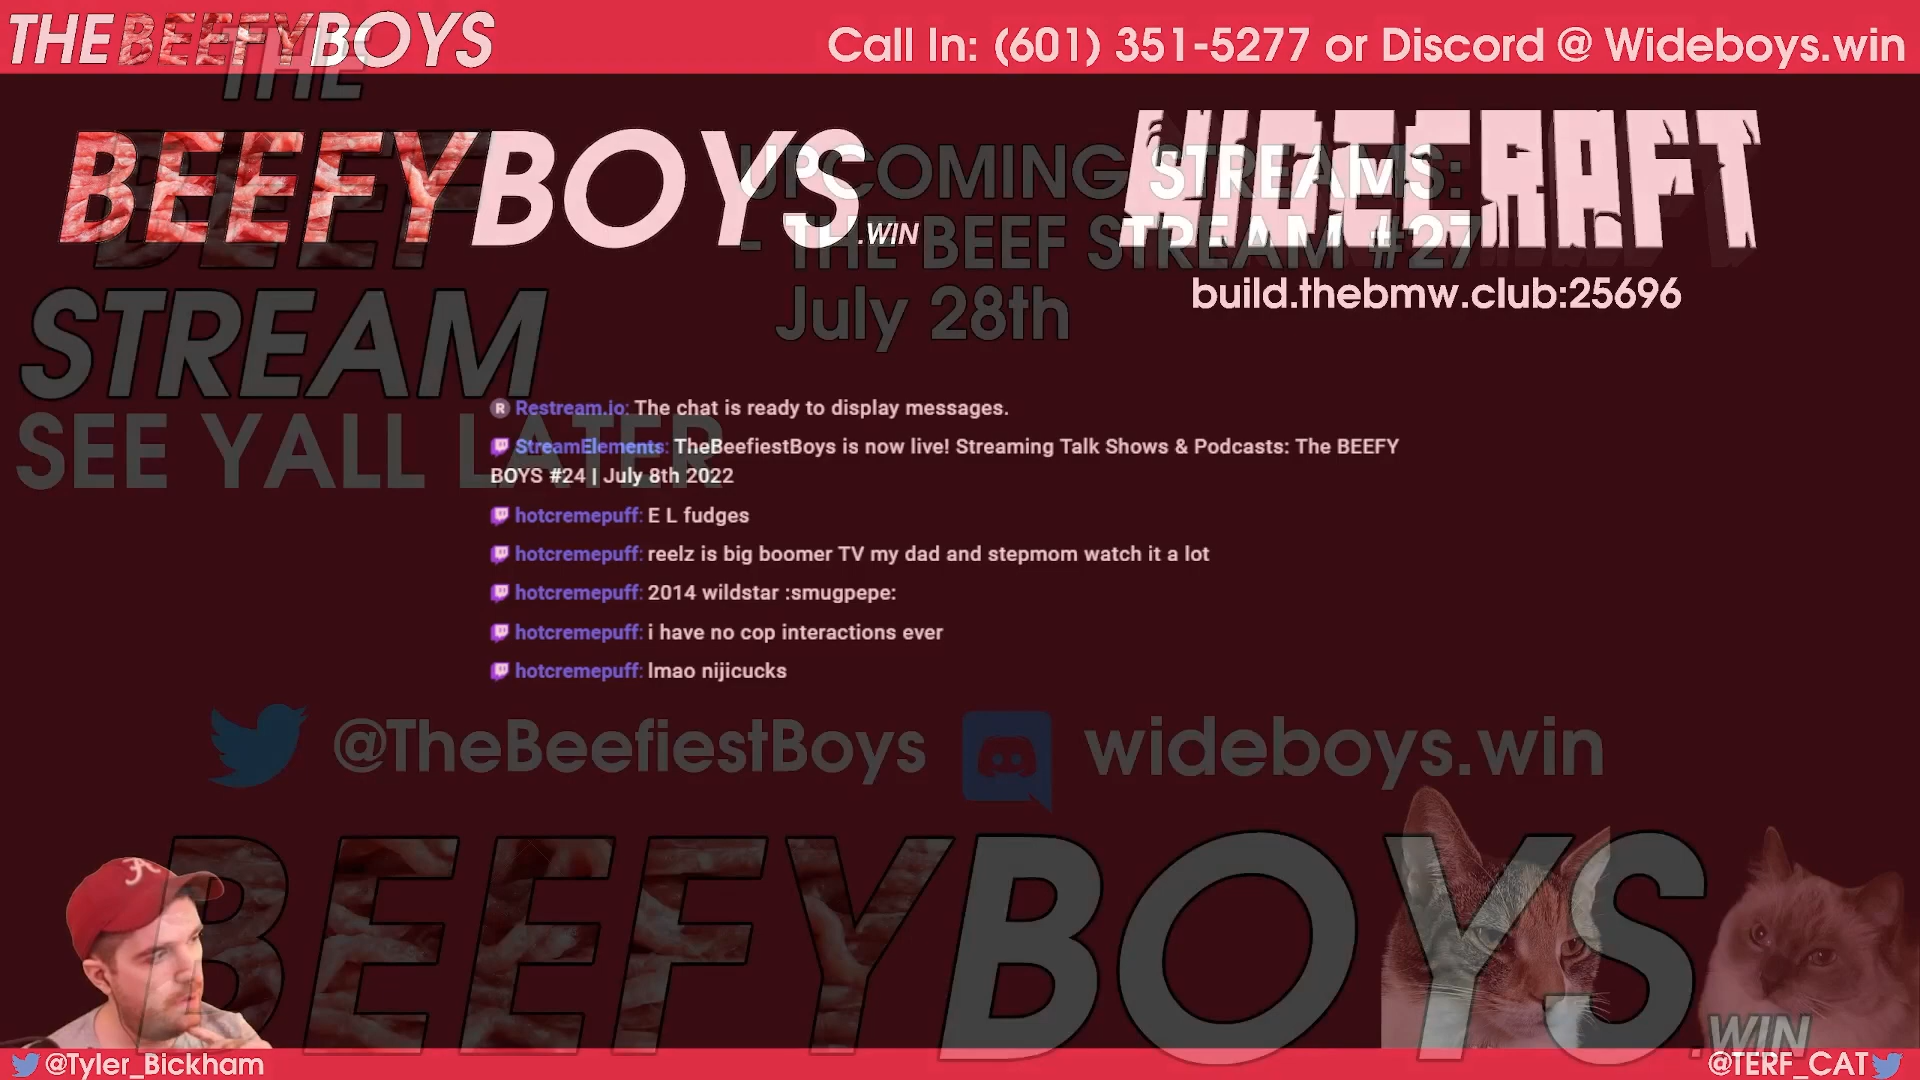 THE BEEFY BOYS
Call In: (601) 351-5277 or Discord @ Wideboys.win
THE
BEEFYBOYS.WIN
BEEFY
STREAM
SEE YALL LATER
UPCOMING STREAMS:
- THE BEEF STREAM #27
July 28th
WIDECRAFT
build.thebmw.club:25696
R Restream.io: The chat is ready to display messages.
StreamElements: TheBeefiestBoys is now live! Streaming Talk Shows & Podcasts: The BEEFY
BOYS #24 | July 8th 2022
hotcremepuff: E L fudges
hotcremepuff: reelz is big boomer TV my dad and stepmom watch it a lot
hotcremepuff: 2014 wildstar :smugpepe:
hotcremepuff: i have no cop interactions ever
hotcremepuff: lmao nijicucks
@TheBeefiestBoys
wideboys.win
BEEFYBOYS.WIN
@Tyler_Bickham
@TERF_CAT